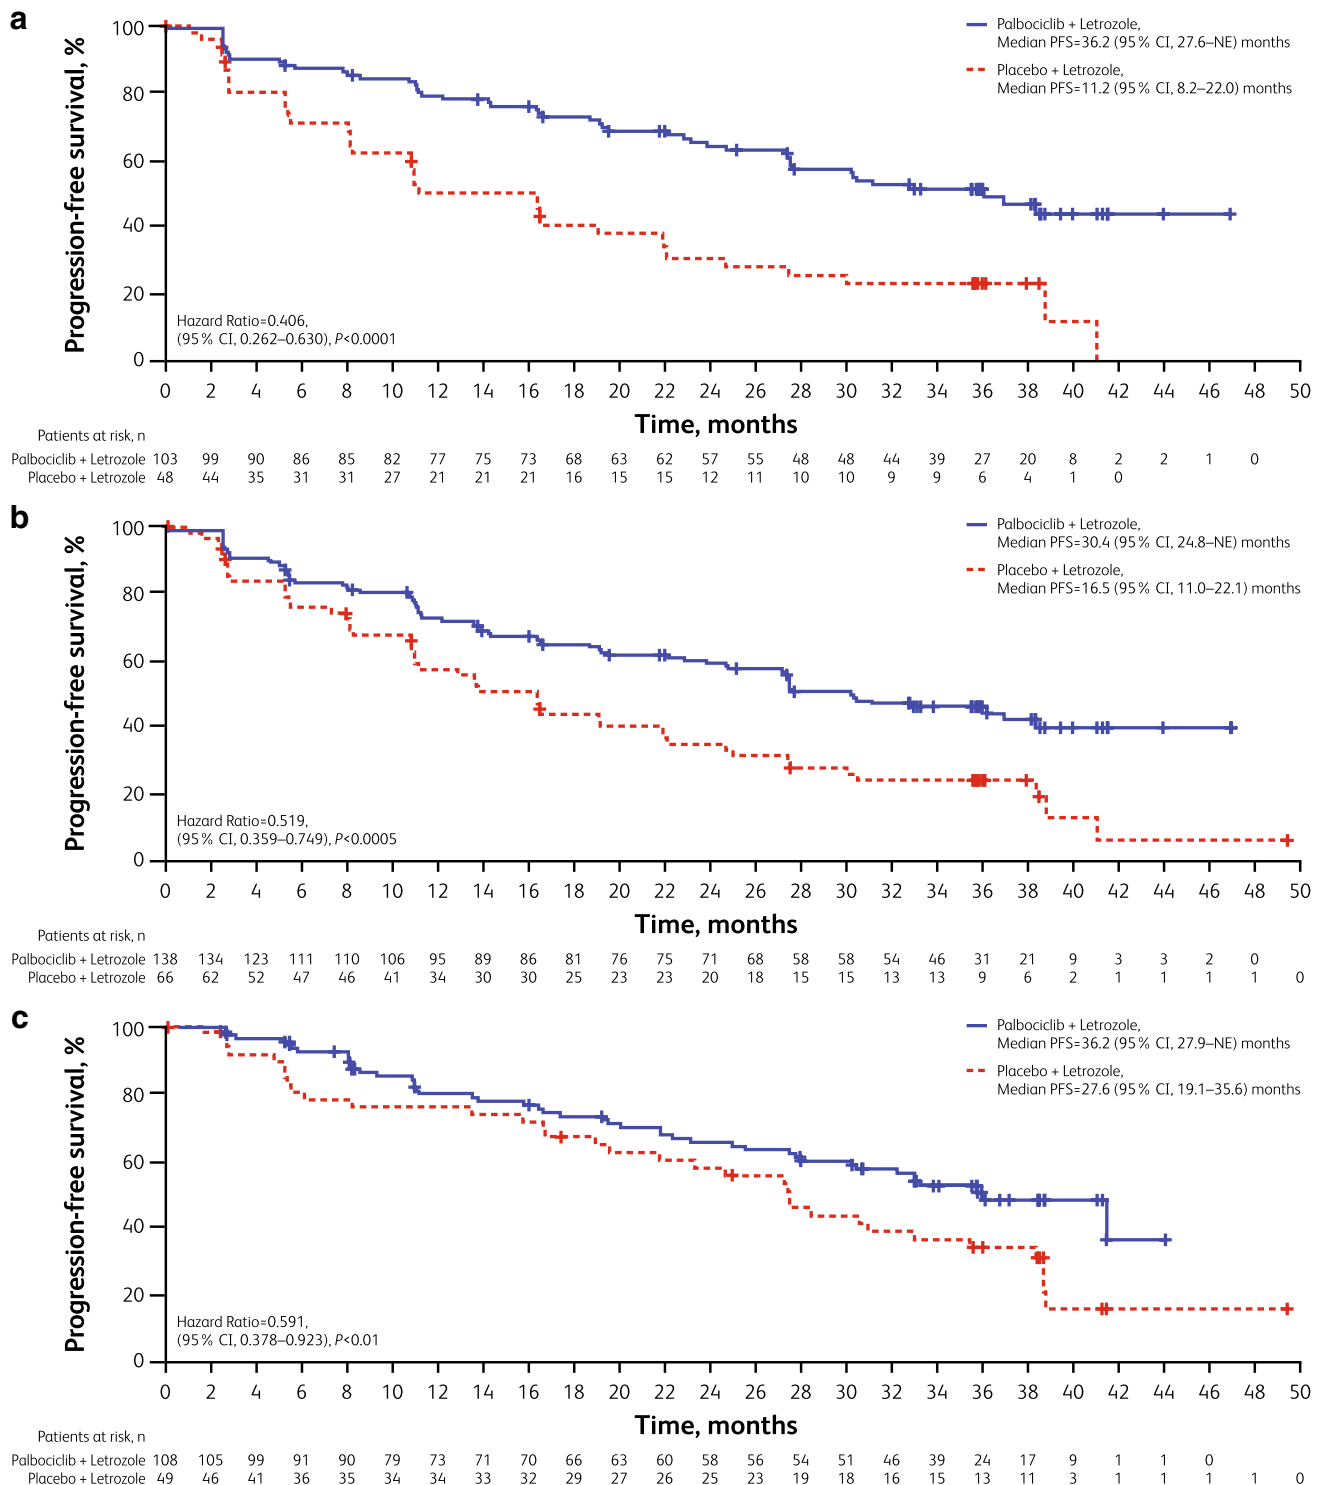 a
Progression-free survival, %
100
80
60
40
20
0
Palbociclib + Letrozole,
Median PFS=36.2 (95% CI, 27.6–NE) months
Placebo + Letrozole,
Median PFS=11.2 (95% CI, 8.2–22.0) months
Hazard Ratio=0.406,
(95% CI, 0.262–0.630), P<0.0001
0 2 4 6 8 10 12 14 16 18 20 22 24 26 28 30 32 34 36 38 40 42 44 46 48 50
Time, months
Patients at risk, n
Palbociclib + Letrozole 103 99 90 86 85 82 77 75 73 68 63 62 57 55 48 48 44 39 27 20 8 2 2 1 0
Placebo + Letrozole 48 44 35 31 31 27 21 21 21 16 15 15 12 11 10 10 9 9 6 4 1 0
b
Progression-free survival, %
100
80
60
40
20
0
Palbociclib + Letrozole,
Median PFS=30.4 (95% CI, 24.8–NE) months
Placebo + Letrozole,
Median PFS=16.5 (95% CI, 11.0–22.1) months
Hazard Ratio=0.519,
(95% CI, 0.359–0.749), P<0.0005
0 2 4 6 8 10 12 14 16 18 20 22 24 26 28 30 32 34 36 38 40 42 44 46 48 50
Time, months
Patients at risk, n
Palbociclib + Letrozole 138 134 123 111 110 106 95 89 86 81 76 75 71 68 58 58 54 46 31 21 9 3 3 2 0
Placebo + Letrozole 66 62 52 47 46 41 34 30 30 25 23 23 20 18 15 15 13 13 9 6 2 1 1 1 1 0
c
Progression-free survival, %
100
80
60
40
20
0
Palbociclib + Letrozole,
Median PFS=36.2 (95% CI, 27.9–NE) months
Placebo + Letrozole,
Median PFS=27.6 (95% CI, 19.1–35.6) months
Hazard Ratio=0.591,
(95% CI, 0.378–0.923), P<0.01
0 2 4 6 8 10 12 14 16 18 20 22 24 26 28 30 32 34 36 38 40 42 44 46 48 50
Time, months
Patients at risk, n
Palbociclib + Letrozole 108 105 99 91 90 79 73 71 70 66 63 60 58 56 54 51 46 39 24 17 9 1 1 0
Placebo + Letrozole 49 46 41 36 35 34 34 33 32 29 27 26 25 23 19 18 16 15 13 11 3 1 1 1 1 0